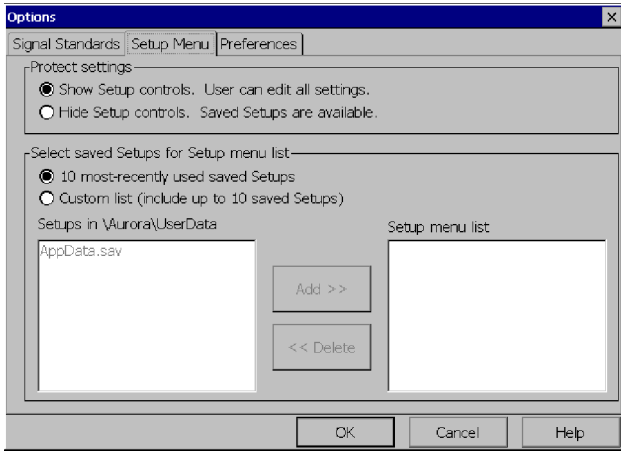 Options
Signal Standards Setup Menu Preferences
Protect settings
Show Setup controls. User can edit all settings.
Hide Setup controls. Saved Setups are available.
Select saved Setups for Setup menu list
10 most-recently used saved Setups
Custom list (include up to 10 saved Setups)
Setups in \Aurora\UserData
Setup menu list
AppData.sav
Add >>
<< Delete
OK Cancel Help